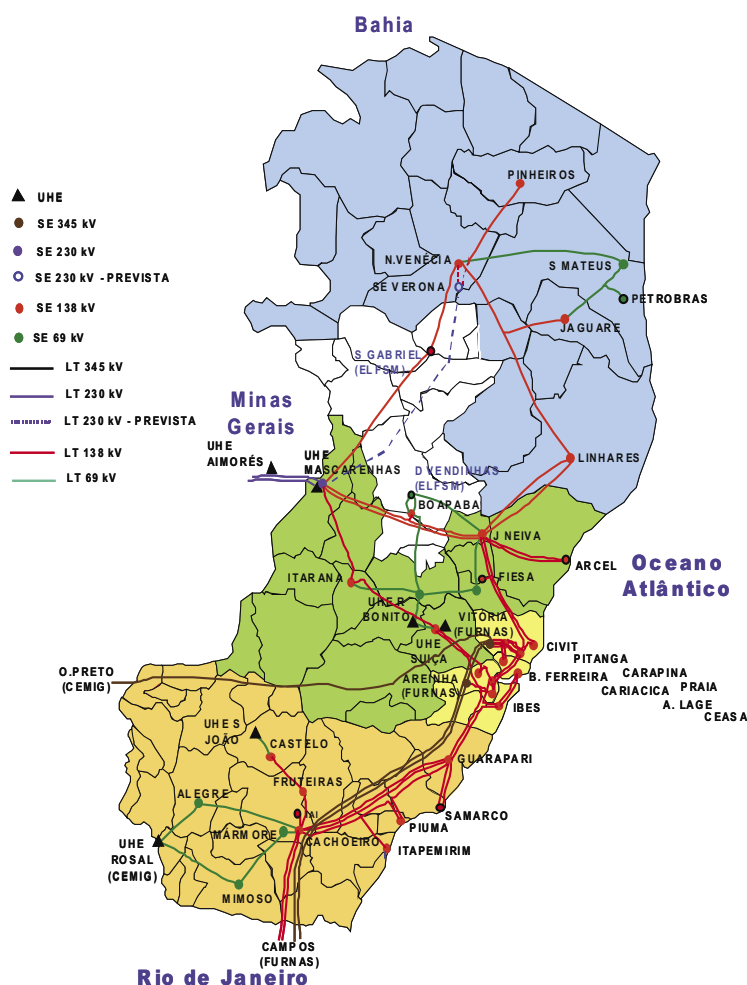 Bahia
PINHEIROS
UHE
SE 345 kV
SE 230 kV
SE 230 kV - PREVISTA
SE 138 kV
SE 69 kV
LT 345 kV
LT 230 kV
LT 230 kV - PREVISTA
LT 138 kV
LT 69 kV
N.VENECIA
S MATEUS
SE VERONA
PETROBRAS
JAGUARE
S GABRIEL
(ELFSM)
Minas
Gerais
UHE
AIMORÉS
UHE
MASCARENHAS
LINHARES
D VENDINHAS
(ELFSM)
BOAPABA
J NEIVA
ARCEL
Oceano
Atlântico
FIESA
ITARANA
UHE R
BONITO
VITORIA
(FURNAS)
UHE
SUIÇA
CIVIT
PITANGA
O.PRETO
(CEMIG)
AREINHA
(FURNAS)
B. FERREIRA
CARAPINA
CARIACICA
PRAIA
A. LAGE
CEASA
IBES
UHE S
JOÃO
CASTELO
GUARAPARI
FRUTEIRAS
ALEGRE
SAMARCO
MÁRMORE
CACHOEIRO
PIUMA
ITAPEMIRIM
UHE
ROSAL
(CEMIG)
MIMOSO
CAMPOS
(FURNAS)
Rio de Janeiro